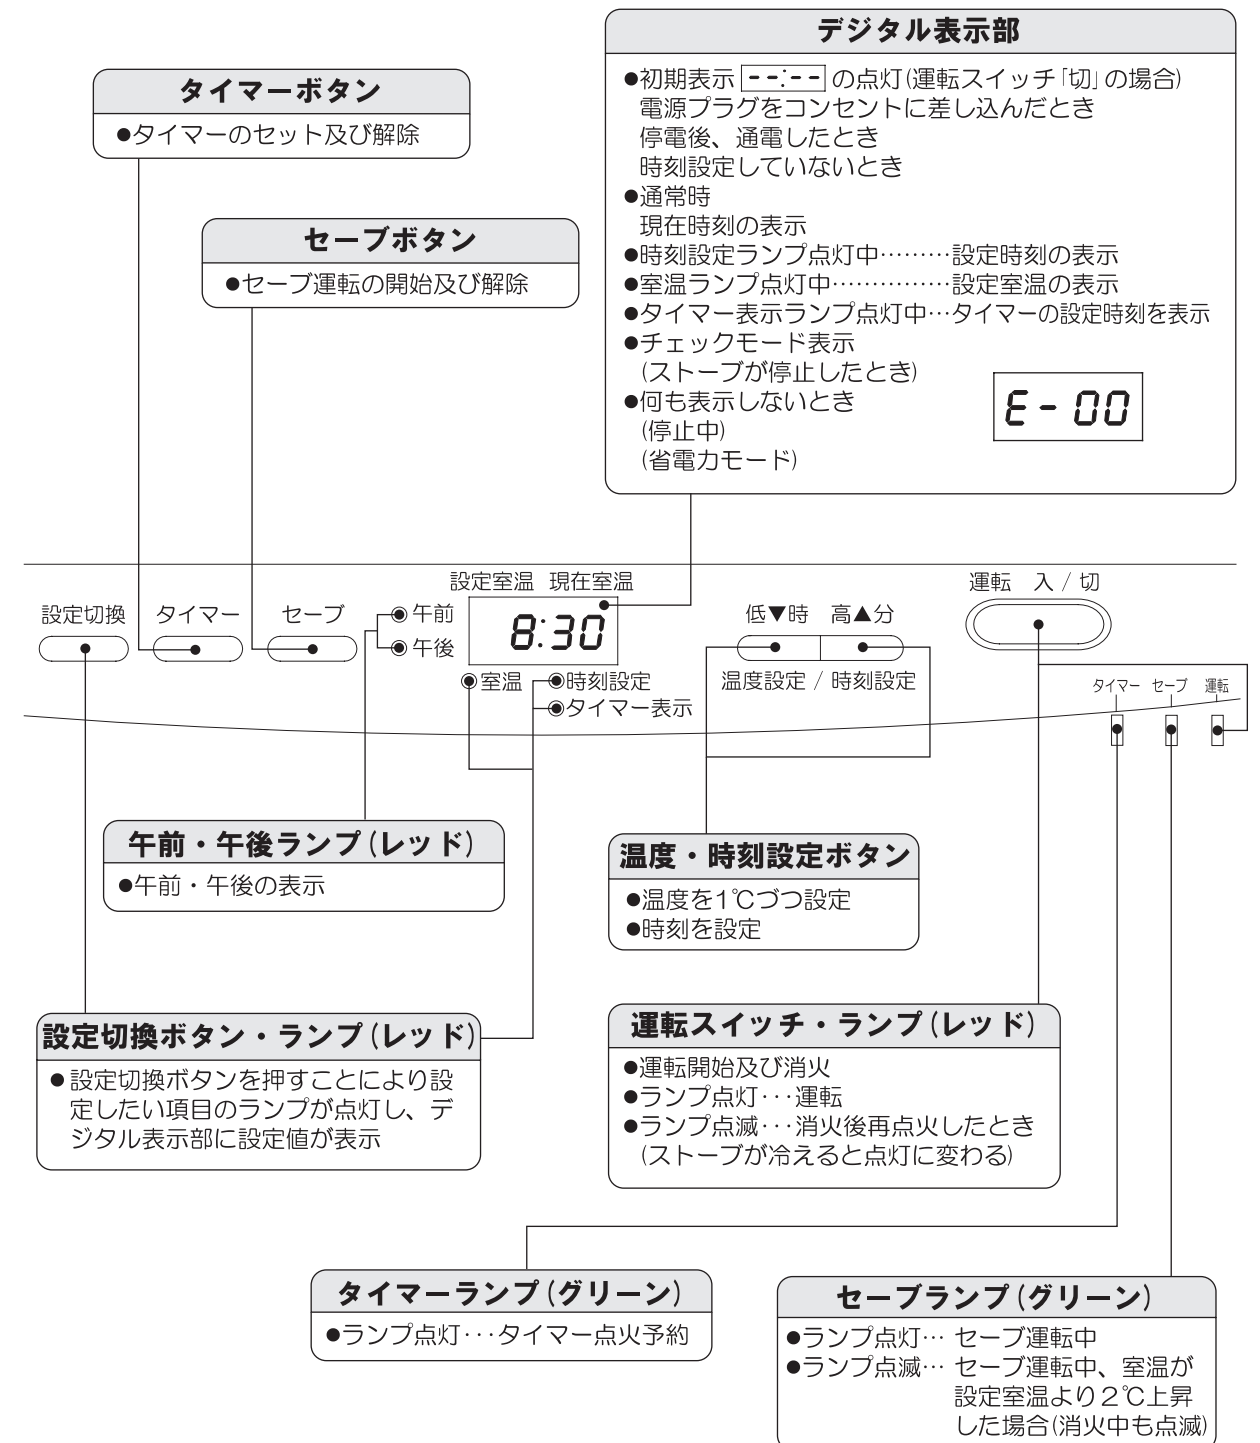 デジタル表示部
●初期表示 --:-- の点灯(運転スイッチ「切」の場合)
電源プラグをコンセントに差し込んだとき
停電後、通電したとき
時刻設定していないとき
●通常時
現在時刻の表示
●時刻設定ランプ点灯中………設定時刻の表示
●室温ランプ点灯中……………設定室温の表示
●タイマー表示ランプ点灯中…タイマーの設定時刻を表示
●チェックモード表示
(ストーブが停止したとき)
●何も表示しないとき
(停止中)
(省電力モード)
E-00
タイマーボタン
●タイマーのセット及び解除
セーブボタン
●セーブ運転の開始及び解除
設定室温 現在室温
運転 入/切
設定切換 タイマー セーブ
午前
午後
8:30
低▼時 高▲分
室温
時刻設定
タイマー表示
温度設定/時刻設定
タイマー セーブ 運転
午前・午後ランプ(レッド)
●午前・午後の表示
温度・時刻設定ボタン
●温度を1℃づつ設定
●時刻を設定
設定切換ボタン・ランプ(レッド)
●設定切換ボタンを押すことにより設
定したい項目のランプが点灯し、デ
ジタル表示部に設定値が表示
運転スイッチ・ランプ(レッド)
●運転開始及び消火
●ランプ点灯･･･運転
●ランプ点滅･･･消火後再点火したとき
(ストーブが冷えると点灯に変わる)
タイマーランプ(グリーン)
●ランプ点灯･･･タイマー点火予約
セーブランプ(グリーン)
●ランプ点灯… セーブ運転中
●ランプ点滅… セーブ運転中、室温が
設定室温より2℃上昇
した場合(消火中も点滅)